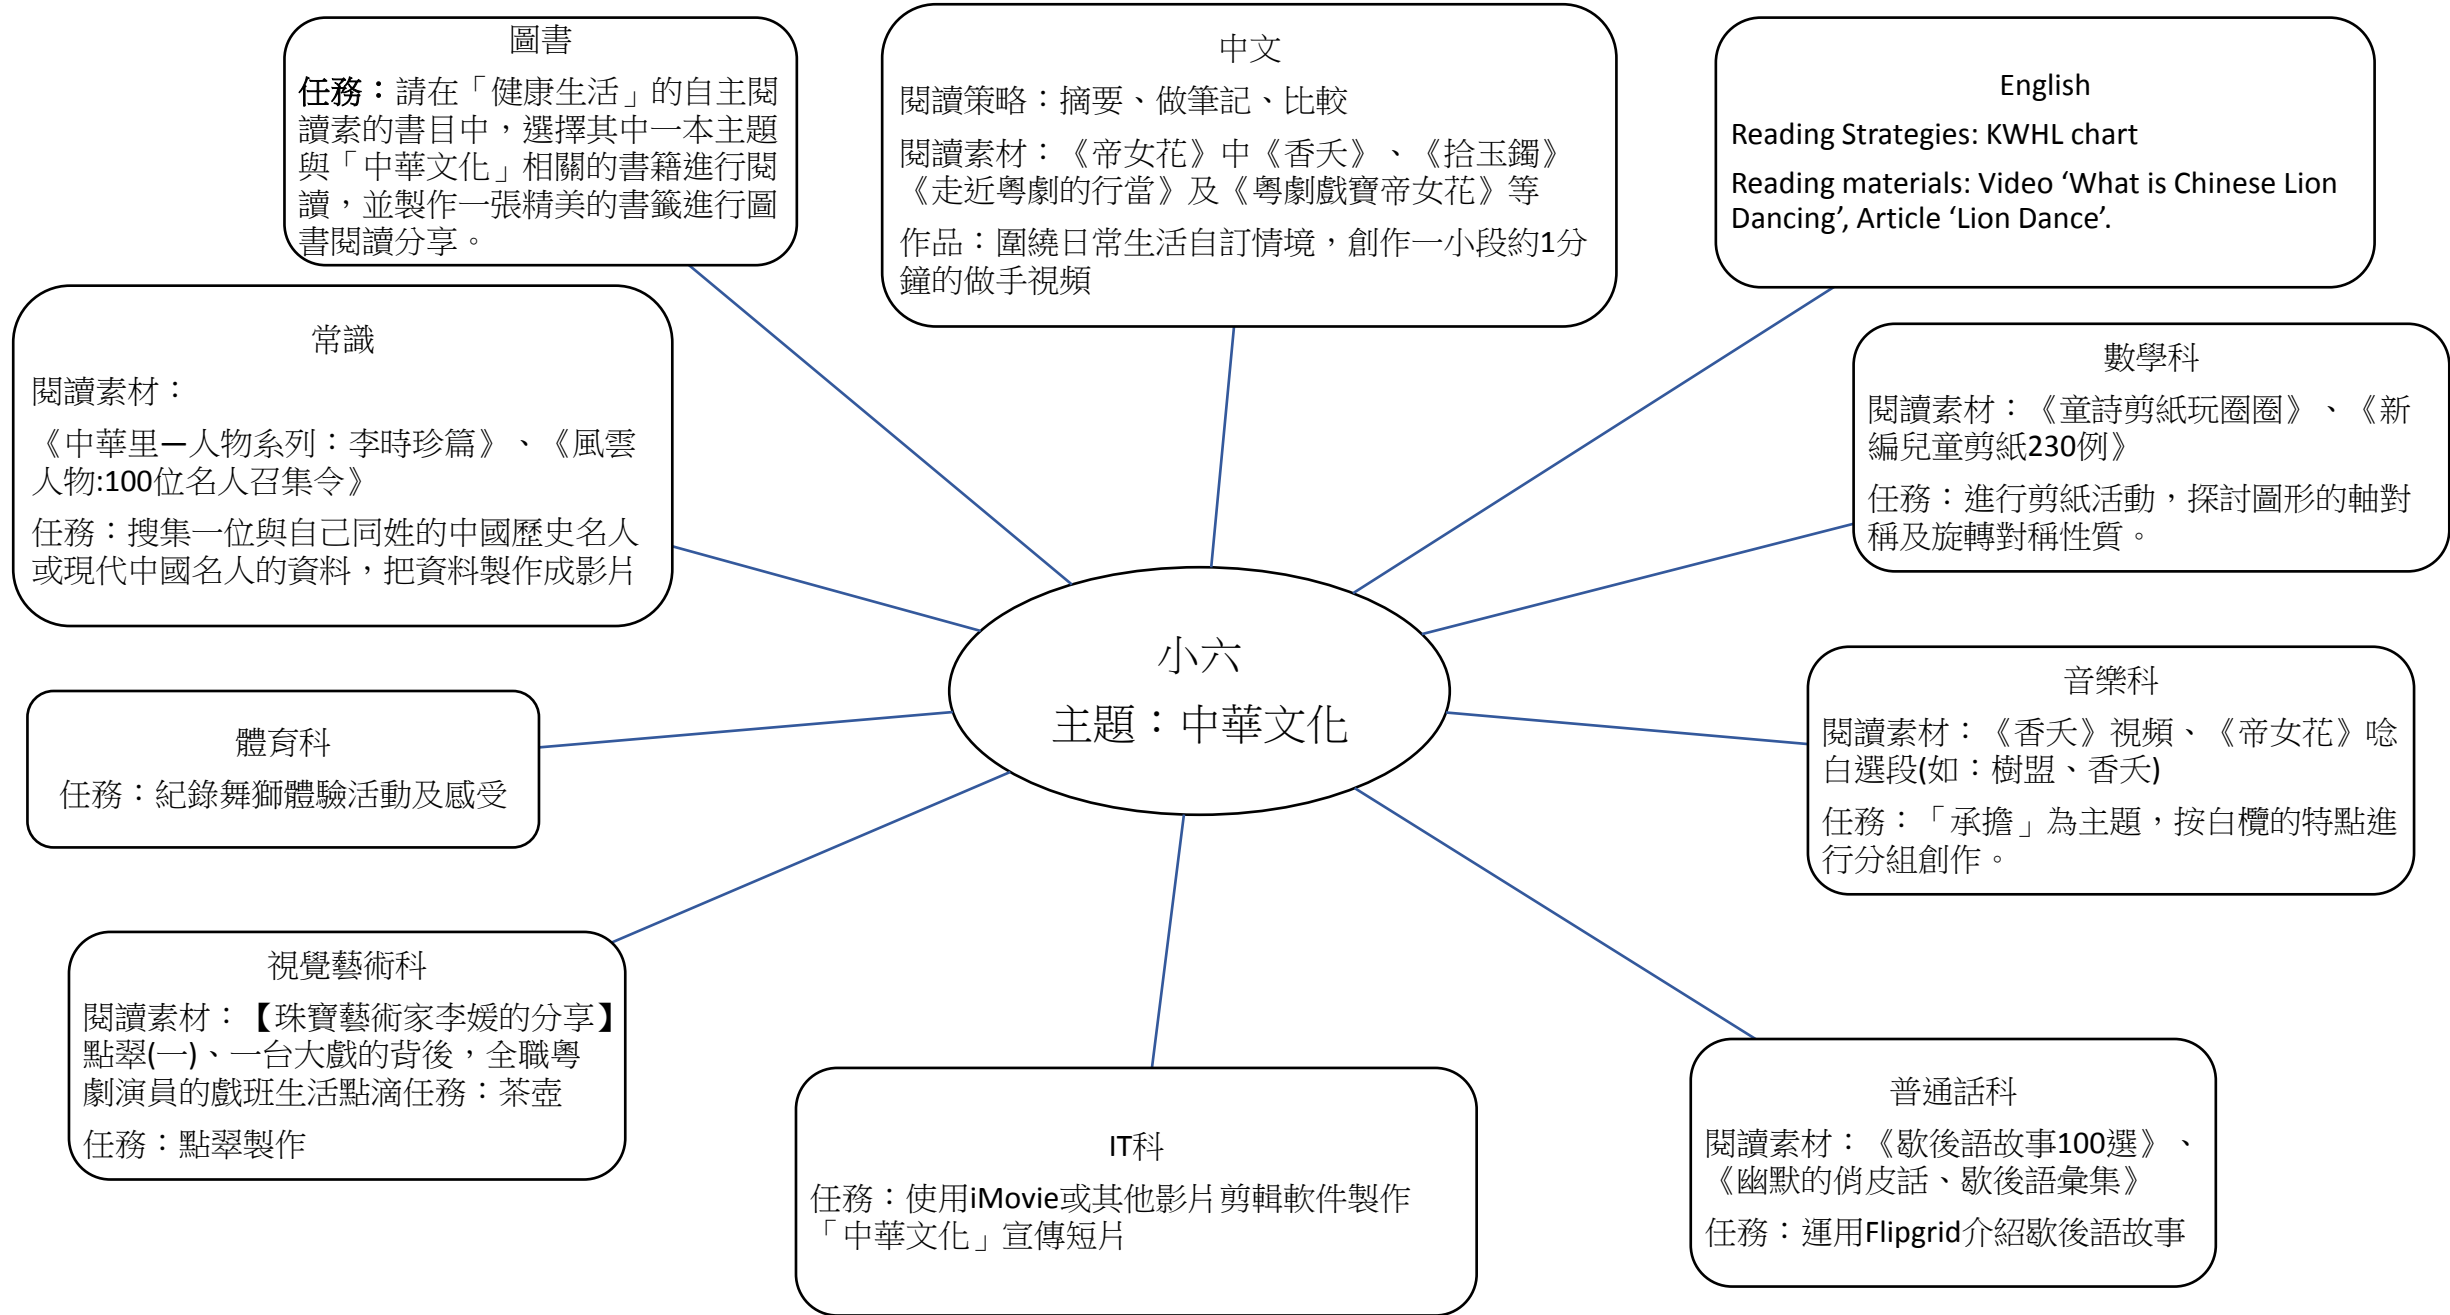 圖書
任務：請在「健康生活」的自主閱
讀素的書目中，選擇其中一本主題
與「中華文化」相關的書籍進行閱
讀，並製作一張精美的書籤進行圖
書閱讀分享。
中文
閱讀策略：摘要、做筆記、比較
閱讀素材：《帝女花》中《香夭》、《拾玉鐲》
《走近粵劇的行當》及《粵劇戲寶帝女花》等
作品：圍繞日常生活自訂情境，創作一小段約1分
鐘的做手視頻
English
Reading Strategies: KWHL chart
Reading materials: Video ‘What is Chinese Lion
Dancing’, Article ‘Lion Dance’.
常識
閱讀素材：
《中華里—人物系列：李時珍篇》、《風雲
人物:100位名人召集令》
任務：搜集一位與自己同姓的中國歷史名人
或現代中國名人的資料，把資料製作成影片
數學科
閱讀素材：《童詩剪紙玩圈圈》、《新
編兒童剪紙230例》
任務：進行剪紙活動，探討圖形的軸對
稱及旋轉對稱性質。
小六
主題：中華文化
體育科
任務：紀錄舞獅體驗活動及感受
音樂科
閱讀素材：《香夭》視頻、《帝女花》唸
白選段(如：樹盟、香夭)
任務：「承擔」為主題，按白欖的特點進
行分組創作。
視覺藝術科
閱讀素材：【珠寶藝術家李媛的分享】
點翠(一)、一台大戲的背後，全職粵
劇演員的戲班生活點滴任務：茶壺
任務：點翠製作
IT科
任務：使用iMovie或其他影片剪輯軟件製作
「中華文化」宣傳短片
普通話科
閱讀素材：《歇後語故事100選》、
《幽默的俏皮話、歇後語彙集》
任務：運用Flipgrid介紹歇後語故事